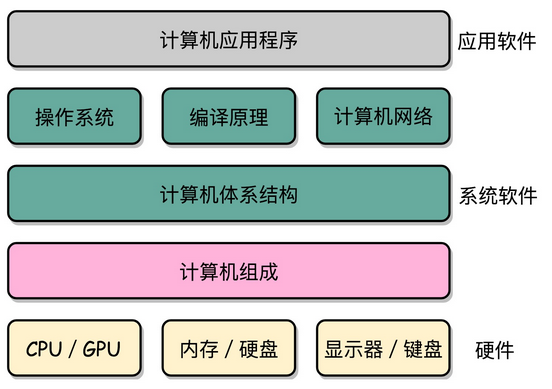 计算机应用程序
应用软件
操作系统
编译原理
计算机网络
计算机体系结构
系统软件
计算机组成
CPU / GPU
内存 / 硬盘
显示器 / 键盘
硬件